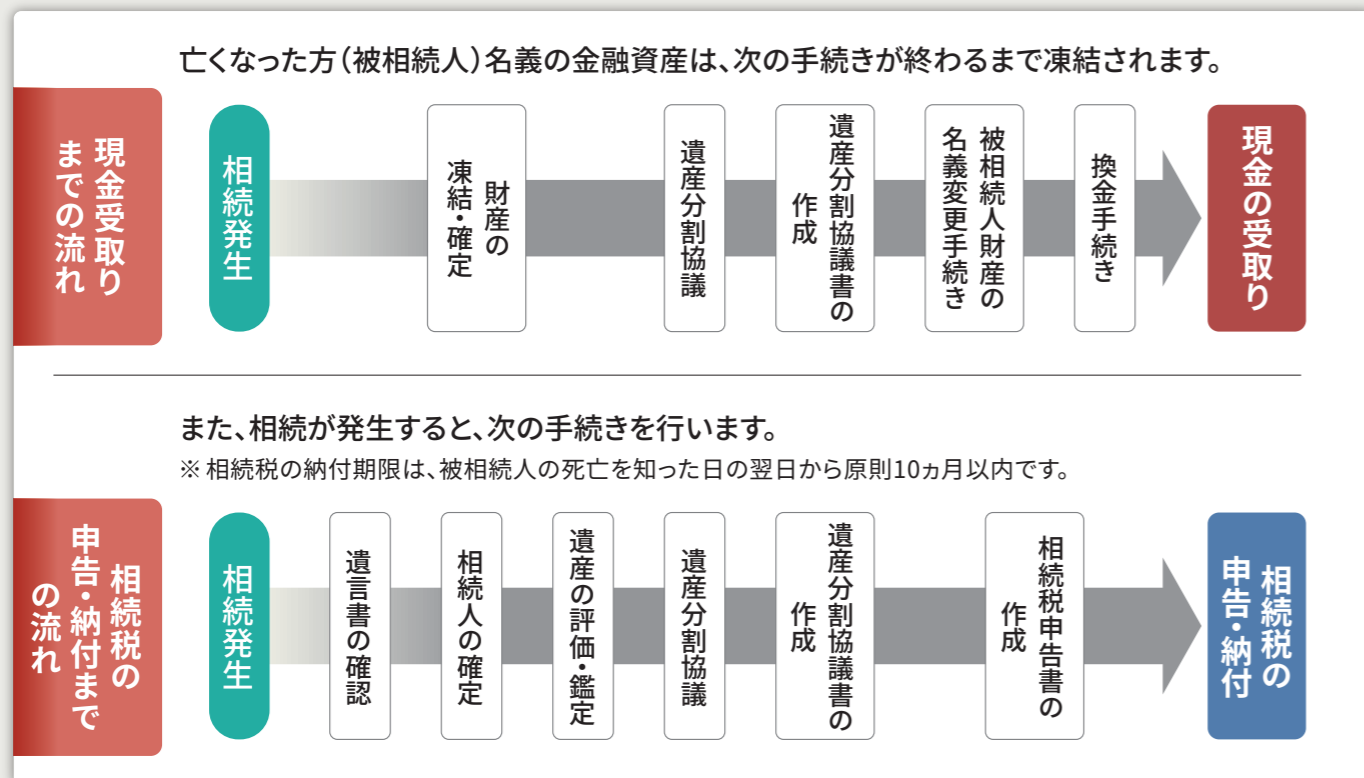 亡くなった方(被相続人)名義の金融資産は、次の手続きが終わるまで凍結されます。
現金受取り
までの流れ
相続発生
財産の
凍結・確定
遺産分割協議
遺産分割協議書の
作成
被相続人財産の
名義変更手続き
換金手続き
現金の受取り
また、相続が発生すると、次の手続きを行います。
※ 相続税の納付期限は、被相続人の死亡を知った日の翌日から原則10ヵ月以内です。
相続税の
申告・納付まで
の流れ
相続発生
遺言書の確認
相続人の確定
遺産の評価・鑑定
遺産分割協議
遺産分割協議書の
作成
相続税申告書の
作成
相続税の
申告・納付